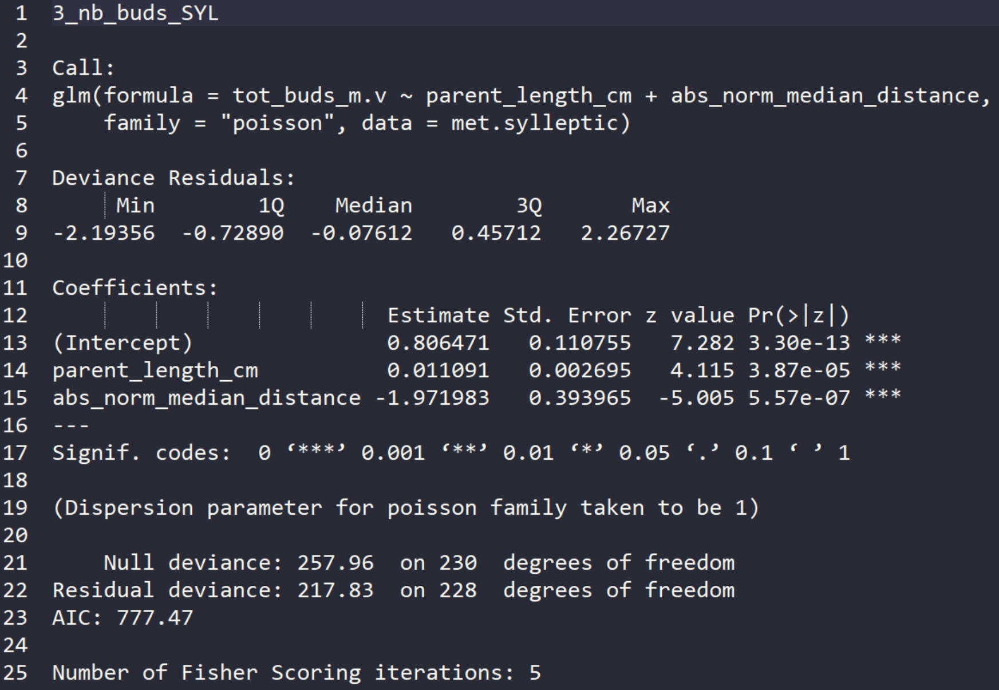 1 3_nb_buds_SYL
2
3 Call:
4 glm(formula = tot_buds_m.v ~ parent_length_cm + abs_norm_median_distance,
5     family = "poisson", data = met.sylleptic)
6
7 Deviance Residuals:
8      Min        1Q    Median        3Q       Max
9 -2.19356  -0.72890  -0.07612   0.45712   2.26727
10
11 Coefficients:
12                           Estimate Std. Error z value Pr(>|z|)
13 (Intercept)               0.806471   0.110755   7.282 3.30e-13 ***
14 parent_length_cm          0.011091   0.002695   4.115 3.87e-05 ***
15 abs_norm_median_distance -1.971983   0.393965  -5.005 5.57e-07 ***
16 ---
17 Signif. codes:  0 ‘***’ 0.001 ‘**’ 0.01 ‘*’ 0.05 ‘.’ 0.1 ‘ ’ 1
18
19 (Dispersion parameter for poisson family taken to be 1)
20
21     Null deviance: 257.96  on 230  degrees of freedom
22 Residual deviance: 217.83  on 228  degrees of freedom
23 AIC: 777.47
24
25 Number of Fisher Scoring iterations: 5